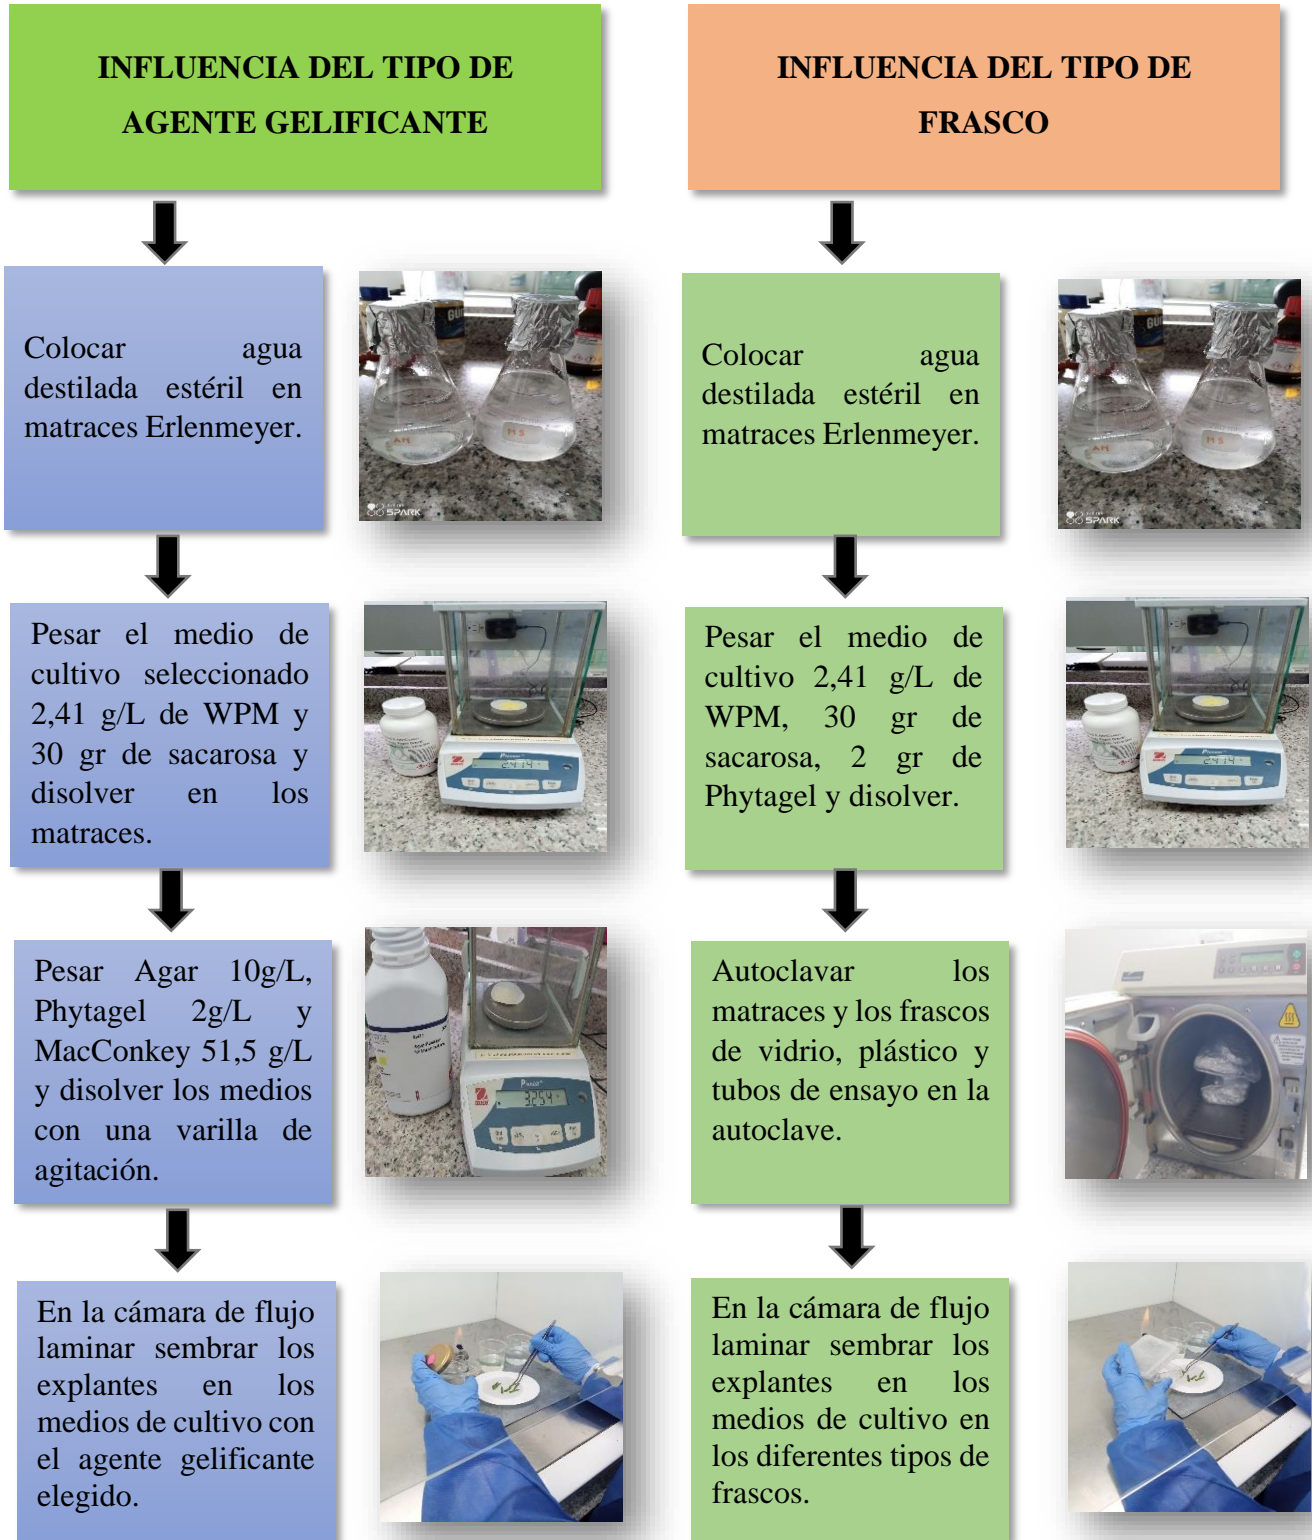 INFLUENCIA DEL TIPO DE
AGENTE GELIFICANTE
Colocar agua
destilada estéril en
matraces Erlenmeyer.
AM
MS
SPARK
Pesar el medio de
cultivo seleccionado
2,41 g/L de WPM y
30 gr de sacarosa y
disolver en los
matraces.
Pesar Agar 10g/L,
Phytagel 2g/L y
MacConkey 51,5 g/L
y disolver los medios
con una varilla de
agitación.
En la cámara de flujo
laminar sembrar los
explantes en los
medios de cultivo con
el agente gelificante
elegido.
INFLUENCIA DEL TIPO DE
FRASCO
Colocar agua
destilada estéril en
matraces Erlenmeyer.
AM
MS
SPARK
Pesar el medio de
cultivo 2,41 g/L de
WPM, 30 gr de
sacarosa, 2 gr de
Phytagel y disolver.
Autoclavar los
matraces y los frascos
de vidrio, plástico y
tubos de ensayo en la
autoclave.
En la cámara de flujo
laminar sembrar los
explantes en los
medios de cultivo en
los diferentes tipos de
frascos.